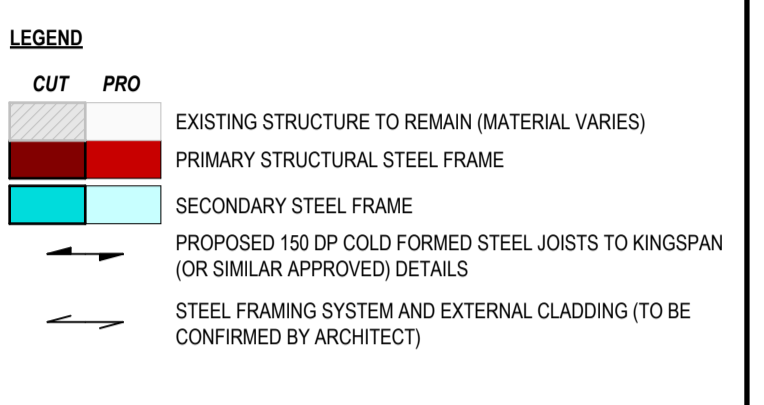 LEGEND
CUT PRO
EXISTING STRUCTURE TO REMAIN (MATERIAL VARIES)
PRIMARY STRUCTURAL STEEL FRAME
SECONDARY STEEL FRAME
PROPOSED 150 DP COLD FORMED STEEL JOISTS TO KINGSPAN
(OR SIMILAR APPROVED) DETAILS
STEEL FRAMING SYSTEM AND EXTERNAL CLADDING (TO BE
CONFIRMED BY ARCHITECT)